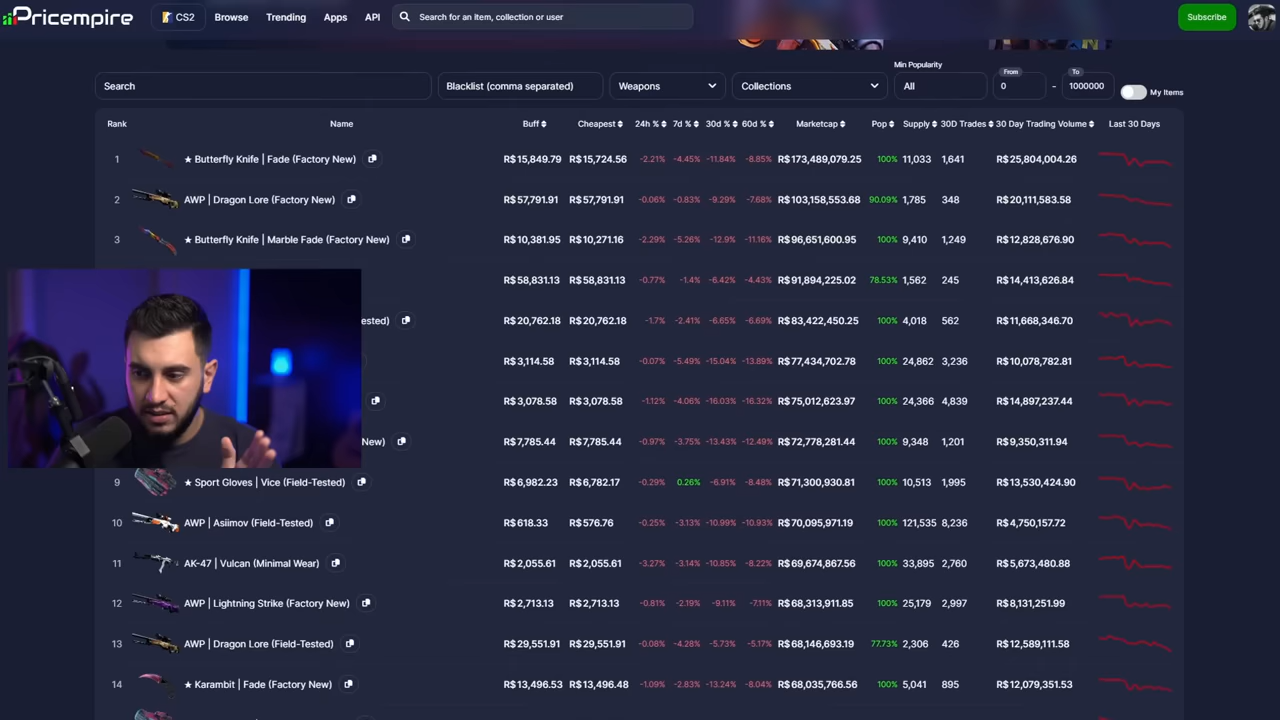 Pricempire CS2 Browse Trending Apps API Search for an item, collection or user Subscribe
Min Popularity
Search Blacklist (comma separated) Weapons Collections All From 0 - To 1000000 My Items
Rank Name Buff Cheapest 24h % 7d % 30d % 60d % Marketcap Pop Supply 30D Trades 30 Day Trading Volume Last 30 Days
1 ★ Butterfly Knife | Fade (Factory New) R$15,849.79 R$15,724.56 -2.21% -4.45% -11.84% -8.85% R$173,489,079.25 100% 11,033 1,641 R$25,804,004.26
2 AWP | Dragon Lore (Factory New) R$57,791.91 R$57,791.91 -0.06% -0.83% -9.29% -7.68% R$103,158,553.68 90.09% 1,785 348 R$20,111,583.58
3 ★ Butterfly Knife | Marble Fade (Factory New) R$10,381.95 R$10,271.16 -2.29% -5.26% -12.9% -11.16% R$96,651,600.95 100% 9,410 1,249 R$12,828,676.90
R$58,831.13 R$58,831.13 -0.77% -1.4% -6.42% -4.43% R$91,894,225.02 78.53% 1,562 245 R$14,413,626.84
ested) R$20,762.18 R$20,762.18 -1.7% -2.41% -6.65% -6.69% R$83,422,450.25 100% 4,018 562 R$11,668,346.70
R$3,114.58 R$3,114.58 -0.07% -5.49% -15.04% -13.89% R$77,434,702.78 100% 24,862 3,236 R$10,078,782.81
R$3,078.58 R$3,078.58 -1.12% -4.06% -16.03% -16.32% R$75,012,623.97 100% 24,366 4,839 R$14,897,237.44
New) R$7,785.44 R$7,785.44 -0.97% -3.75% -13.43% -12.49% R$72,778,281.44 100% 9,348 1,201 R$9,350,311.94
9 ★ Sport Gloves | Vice (Field-Tested) R$6,982.23 R$6,782.17 -0.29% 0.26% -6.91% -8.48% R$71,300,930.81 100% 10,513 1,995 R$13,530,424.90
10 AWP | Asiimov (Field-Tested) R$618.33 R$576.76 -0.25% -3.13% -10.99% -10.93% R$70,095,971.19 100% 121,535 8,236 R$4,750,157.72
11 AK-47 | Vulcan (Minimal Wear) R$2,055.61 R$2,055.61 -3.27% -3.14% -10.85% -8.22% R$69,674,867.56 100% 33,895 2,760 R$5,673,480.88
12 AWP | Lightning Strike (Factory New) R$2,713.13 R$2,713.13 -0.81% -2.19% -9.11% -7.11% R$68,313,911.85 100% 25,179 2,997 R$8,131,251.99
13 AWP | Dragon Lore (Field-Tested) R$29,551.91 R$29,551.91 -0.08% -4.28% -5.73% -5.17% R$68,146,693.19 77.73% 2,306 426 R$12,589,111.58
14 ★ Karambit | Fade (Factory New) R$13,496.53 R$13,496.48 -1.09% -2.83% -13.24% -8.04% R$68,035,766.56 100% 5,041 895 R$12,079,351.53